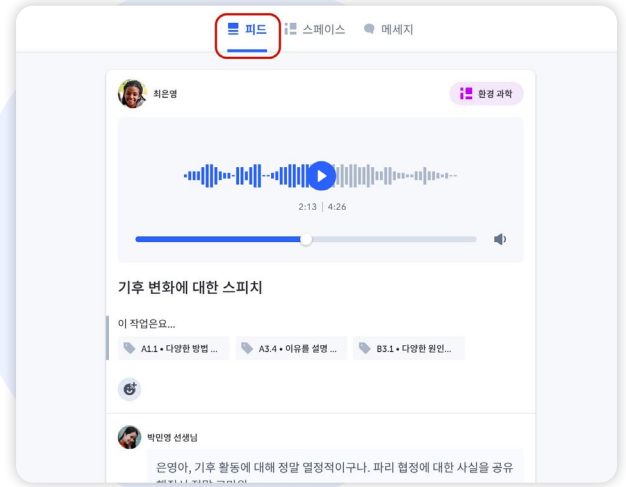 피드 스페이스 메세지
최은영
환경 과학
2:13 | 4:26
기후 변화에 대한 스피치
이 작업은요...
A1.1 • 다양한 방법 ... A3.4 • 이유를 설명 ... B3.1 • 다양한 원인...
박민영 선생님
은영아, 기후 활동에 대해 정말 열정적이구나. 파리 협정에 대한 사실을 공유